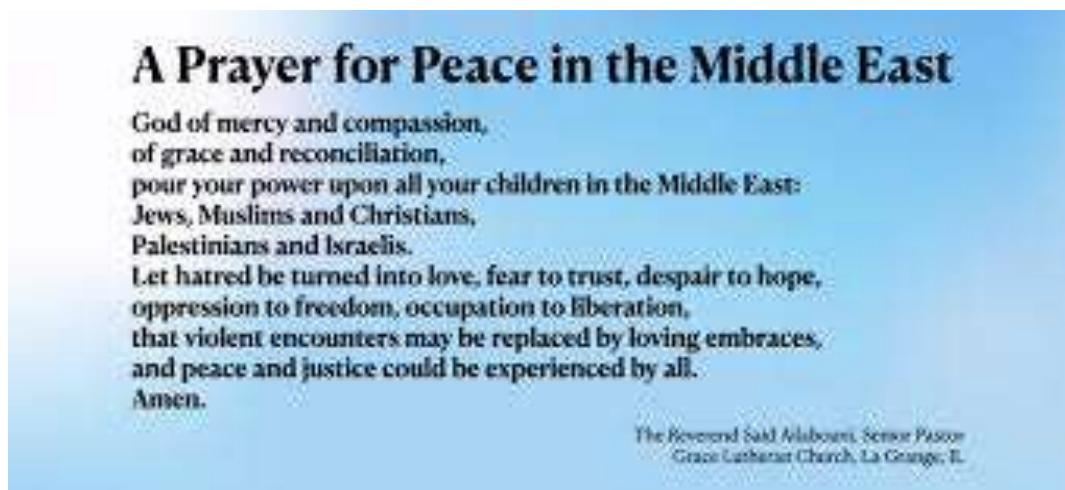 A Prayer for Peace in the Middle East
God of mercy and compassion,
of grace and reconciliation,
pour your power upon all your children in the Middle East:
Jews, Muslims and Christians,
Palestinians and Israelis.
Let hatred be turned into love, fear to trust, despair to hope,
oppression to freedom, occupation to liberation,
that violent encounters may be replaced by loving embraces,
and peace and justice could be experienced by all.
Amen.
The Reverend Said Ailabouni, Senior Pastor
Grace Lutheran Church, La Grange, IL